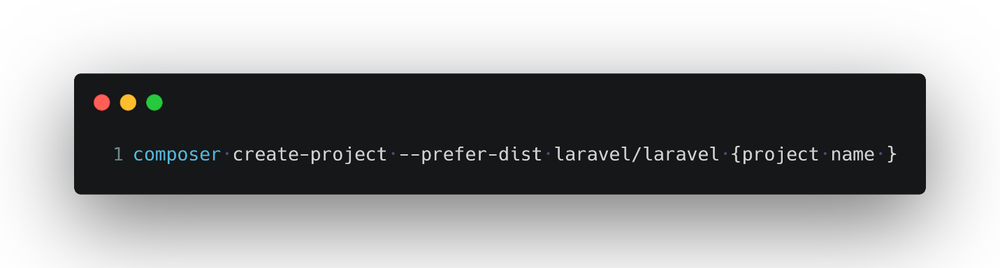 1 composer create-project --prefer-dist laravel/laravel {project name }